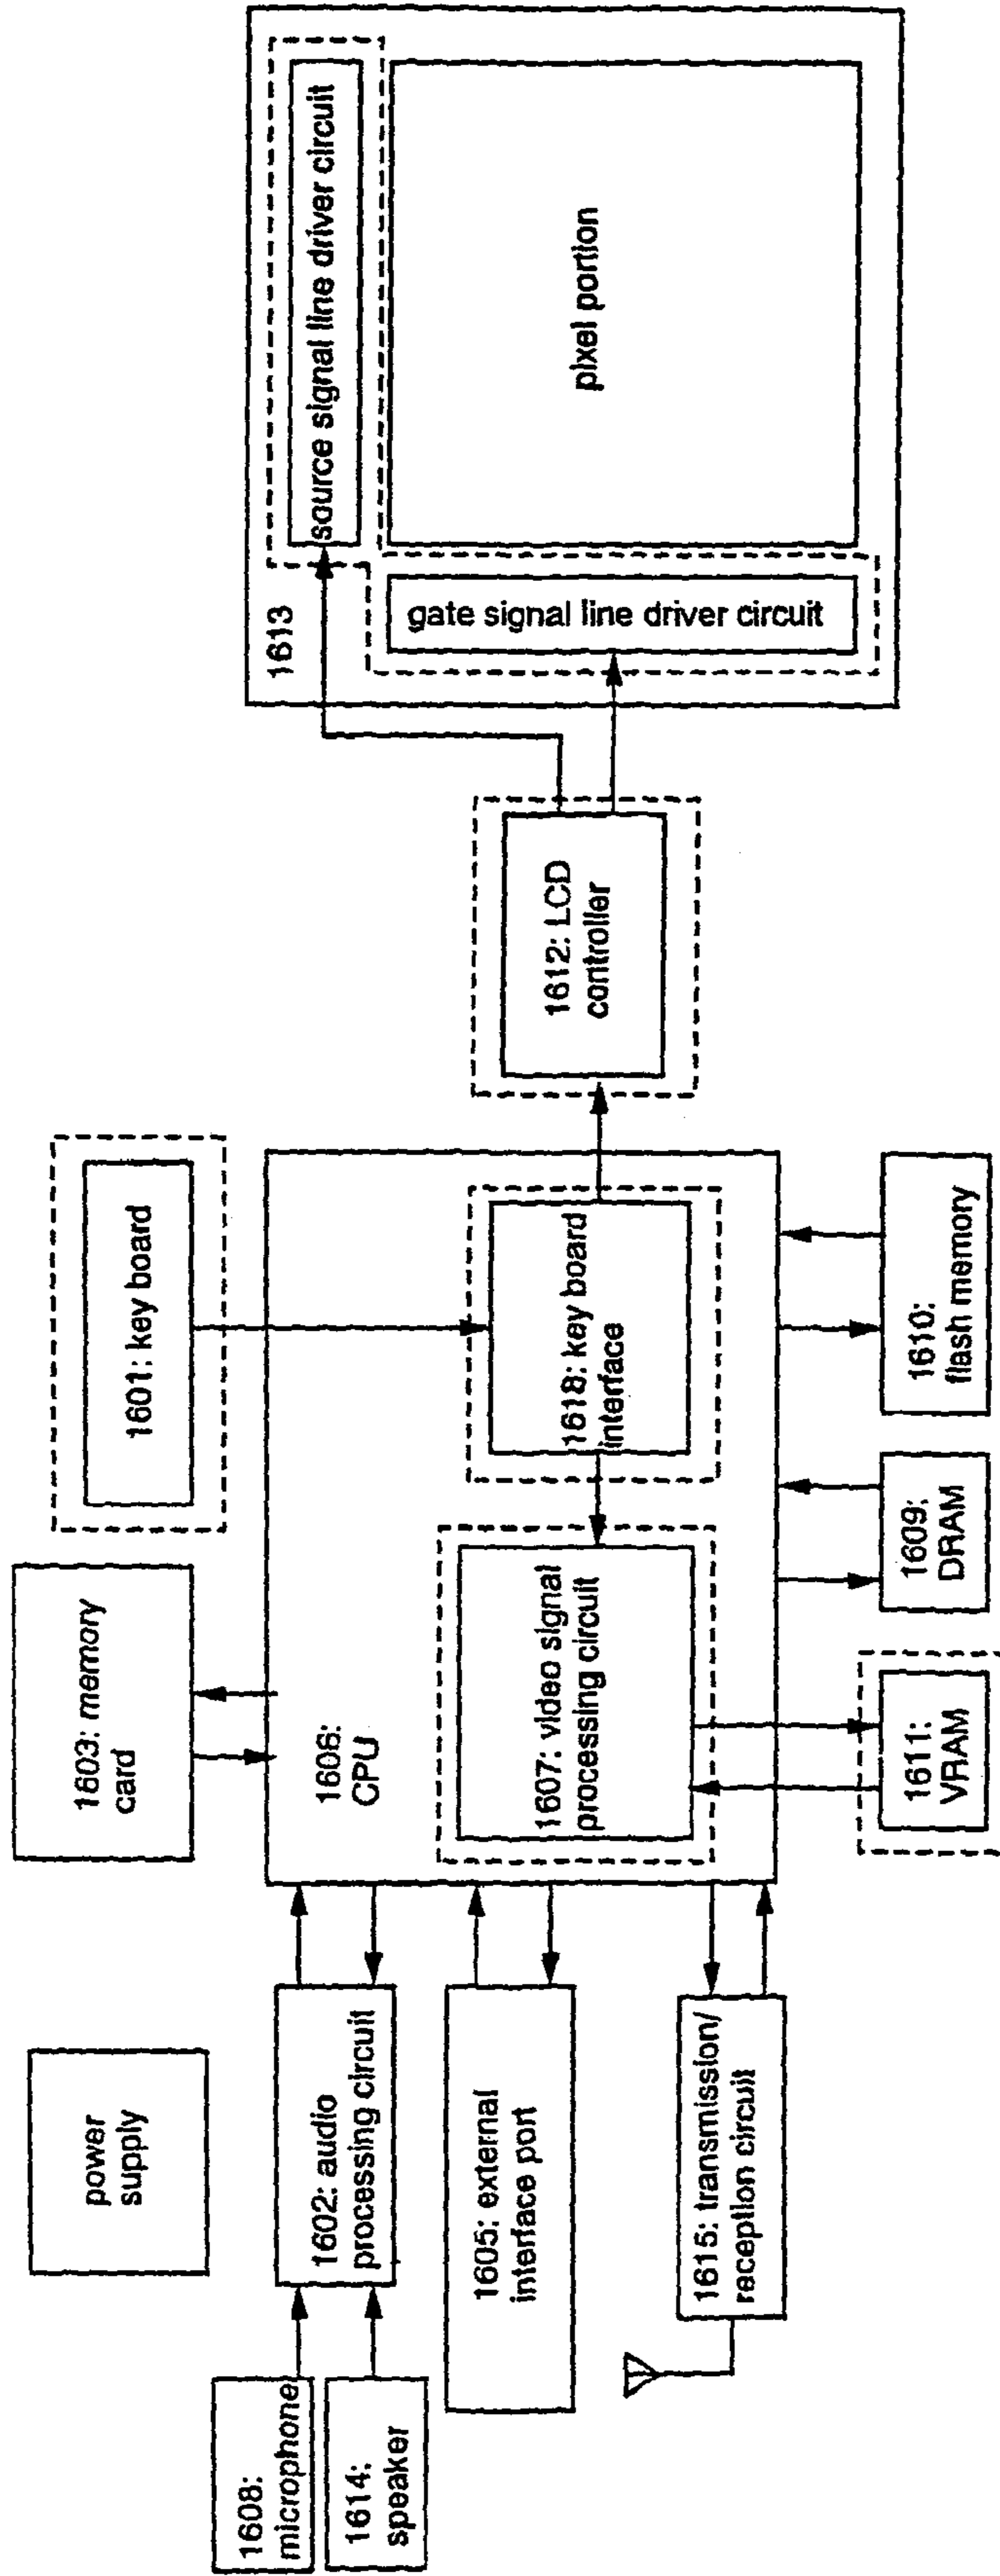 power
supply
1603: memory
card
1601: key board
1608:
microphone
1614:
speaker
1602: audio
processing circuit
1605: external
interface port
1615: transmission/
reception circuit
1606:
CPU
1607: video signal
processing circuit
1618: key board
interface
1611:
VRAM
1609:
DRAM
1610:
flash memory
1612: LCD
controller
1613
source signal line driver circuit
gate signal line driver circuit
pixel portion